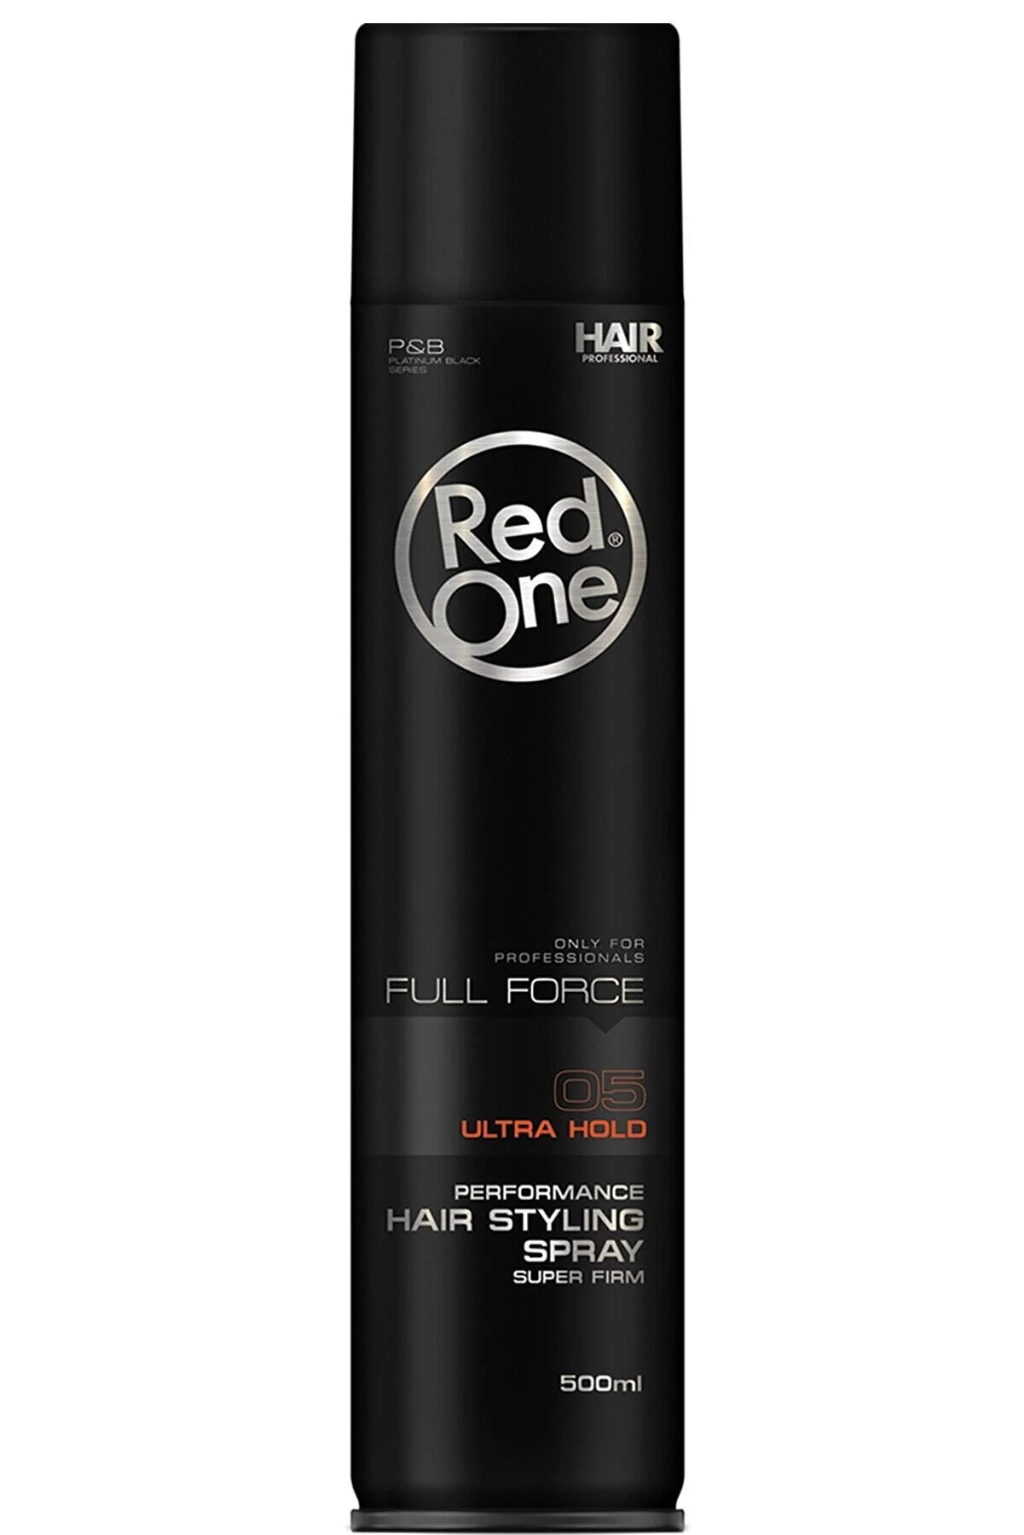 P&B
PLATINUM BLACK
SERIES
HAIR
PROFESSIONAL
Red®
One
ONLY FOR
PROFESSIONALS
FULL FORCE
05
ULTRA HOLD
PERFORMANCE
HAIR STYLING
SPRAY
SUPER FIRM
500ml